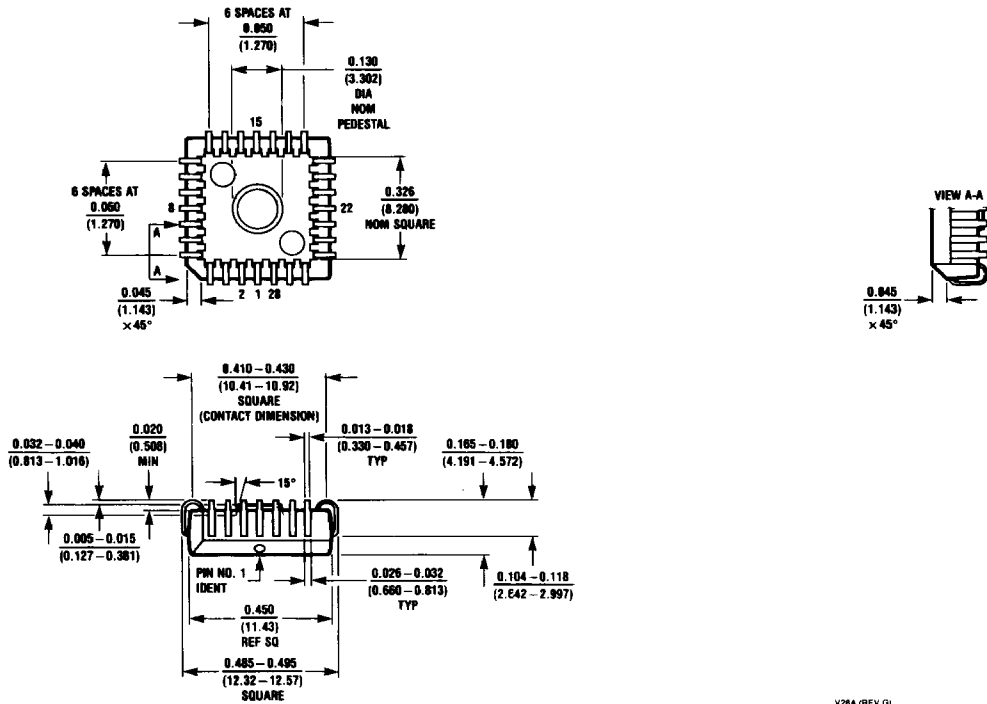 6 SPACES AT
0.050
(1.270)
0.130
(3.302)
DIA
NOM
PEDESTAL
15
6 SPACES AT
0.050
(1.270)
8
22
0.326
(8.280)
NOM SQUARE
A
A
2 1 28
0.045
(1.143)
×45°
VIEW A-A
0.045
(1.143)
×45°
0.410–0.430
(10.41–10.92)
SQUARE
(CONTACT DIMENSION)
0.032–0.040
(0.813–1.016)
0.020
(0.508)
MIN
0.013–0.018
(0.330–0.457)
TYP
0.165–0.180
(4.191–4.572)
15°
0.005–0.015
(0.127–0.381)
PIN NO. 1
IDENT
0.026–0.032
(0.660–0.813)
TYP
0.104–0.118
(2.642–2.997)
0.450
(11.43)
REF SQ
0.485–0.495
(12.32–12.57)
SQUARE
V28A (REV G)